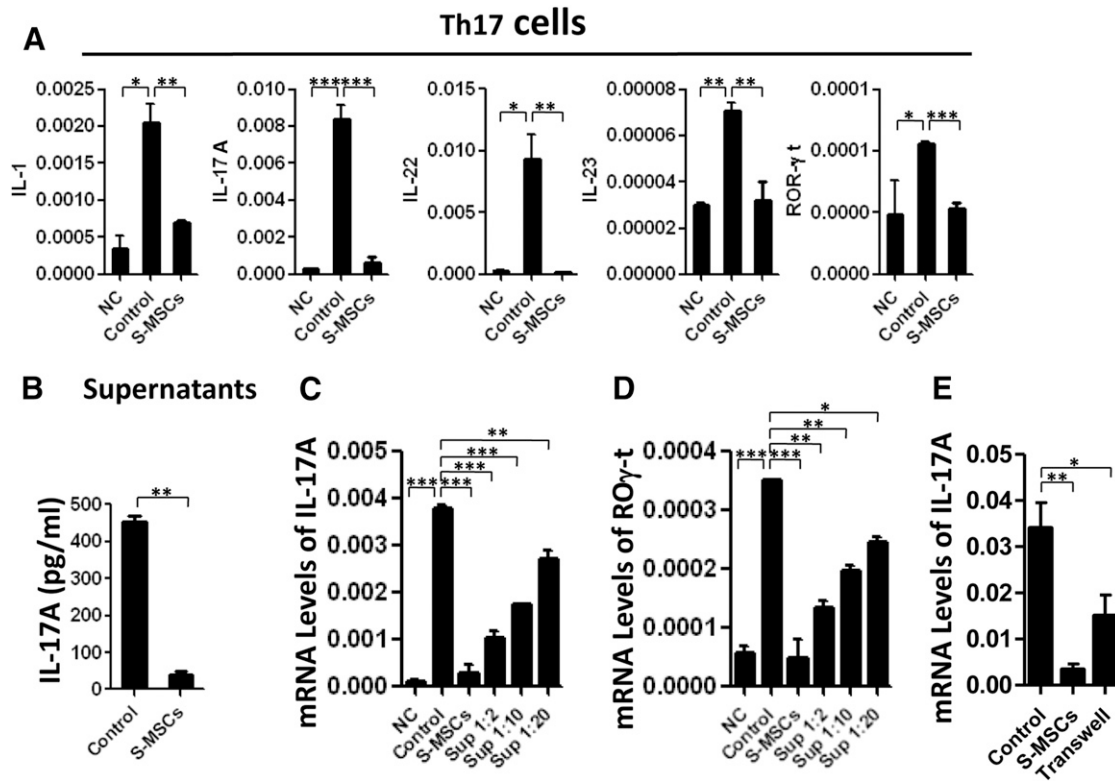 Th17 cells
A
* **
IL-1
0.0025
0.0020
0.0015
0.0010
0.0005
0.0000
NC
Control
S-MSCs
******
IL-17 A
0.010
0.008
0.006
0.004
0.002
0.000
NC
Control
S-MSCs
* **
IL-22
0.015
0.010
0.005
0.000
NC
Control
S-MSCs
** **
IL-23
0.00008
0.00006
0.00004
0.00002
0.00000
NC
Control
S-MSCs
* ***
ROR-γ t
0.0001
0.0001
0.0000
0.0000
NC
Control
S-MSCs
B Supernatants
**
IL-17A (pg/ml)
500
400
300
200
100
0
Control
S-MSCs
C
**
***
***
******
mRNA Levels of IL-17A
0.005
0.004
0.003
0.002
0.001
0.000
NC
Control
S-MSCs
Sup 1:2
Sup 1:10
Sup 1:20
D
*
**
**
******
mRNA Levels of ROγ-t
0.0004
0.0003
0.0002
0.0001
0.0000
NC
Control
S-MSCs
Sup 1:2
Sup 1:10
Sup 1:20
E
*
**
mRNA Levels of IL-17A
0.05
0.04
0.03
0.02
0.01
0.00
Control
S-MSCs
Transwell